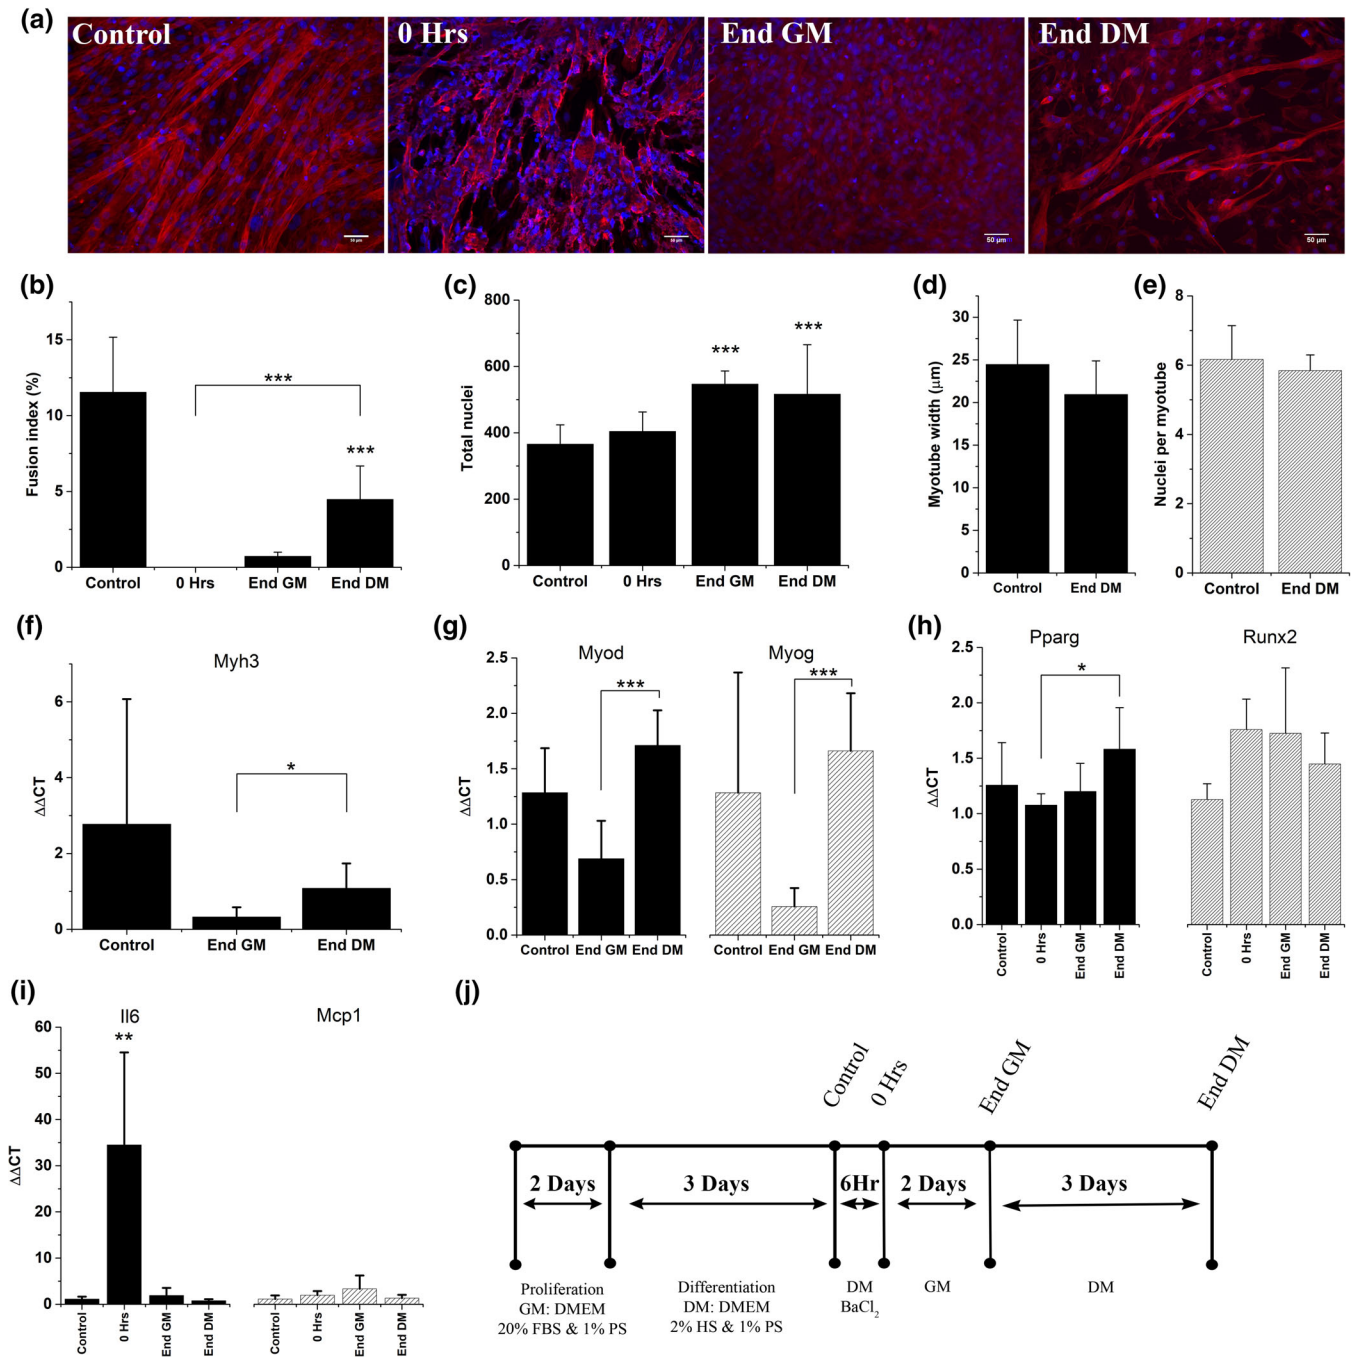 (a)
Control
0 Hrs
End GM
End DM
50 μm
50 μm
50 μm
50 μm
(b)
Fusion index (%)
15
10
5
0
***
***
Control
0 Hrs
End GM
End DM
(c)
Total nuclei
800
600
400
200
0
***
***
Control
0 Hrs
End GM
End DM
(d)
Myotube width (μm)
30
25
20
15
10
5
0
Control
End DM
(e)
Nuclei per myotube
8
6
4
2
0
Control
End DM
(f)
Myh3
ΔΔCT
6
4
2
0
*
Control
End GM
End DM
(g)
Myod
Myog
2.5
2.0
1.5
1.0
0.5
0.0
***
***
Control
End GM
End DM
Control
End GM
End DM
(h)
Pparg
Runx2
ΔΔCT
2.5
2.0
1.5
1.0
0.5
0.0
*
Control
0 Hrs
End GM
End DM
Control
0 Hrs
End GM
End DM
(i)
Il6
Mcp1
ΔΔCT
60
50
40
30
20
10
0
**
Control
0 Hrs
End GM
End DM
Control
0 Hrs
End GM
End DM
(j)
Control
0 Hrs
End GM
End DM
2 Days
3 Days
6Hr
2 Days
3 Days
Proliferation
GM: DMEM
20% FBS & 1% PS
Differentiation
DM: DMEM
2% HS & 1% PS
DM
BaCl₂
GM
DM